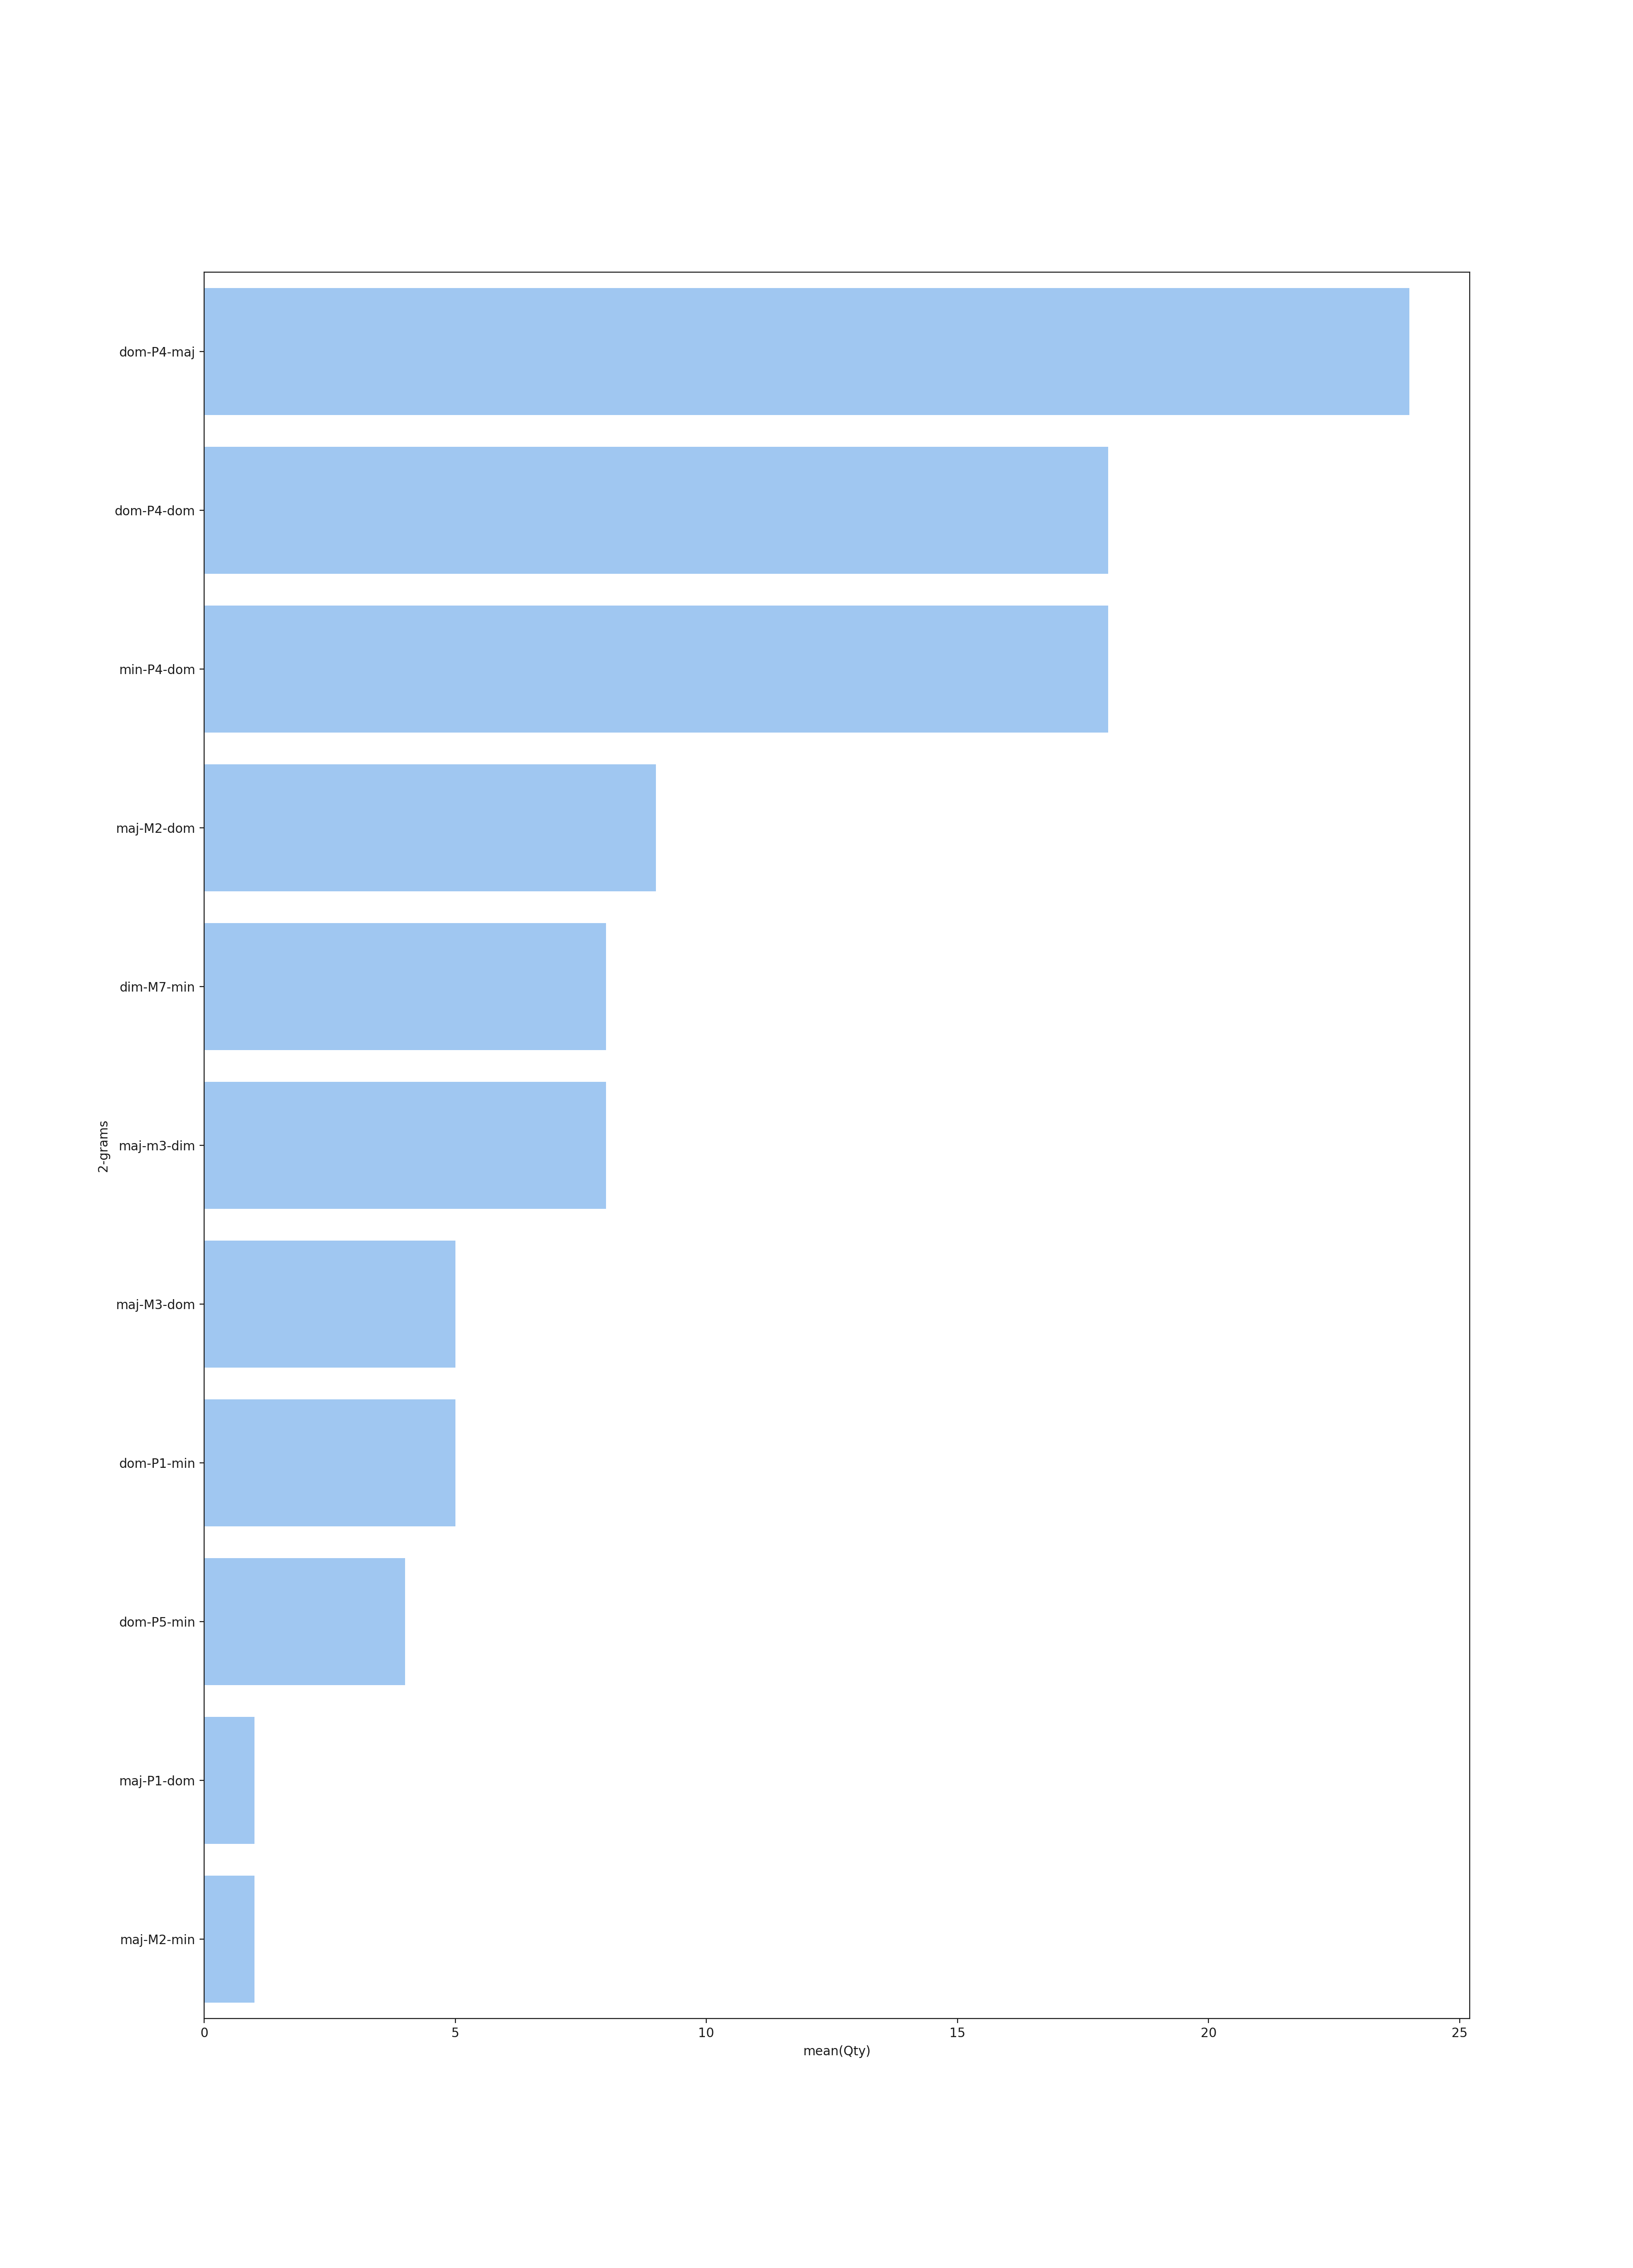 dom-P4-maj
dom-P4-dom
min-P4-dom
maj-M2-dom
dim-M7-min
maj-m3-dim
2-grams
maj-M3-dom
dom-P1-min
dom-P5-min
maj-P1-dom
maj-M2-min
0 5 10 15 20 25
mean(Qty)